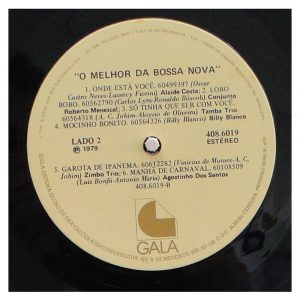 "O MELHOR DA BOSSA NOVA"
1. ONDE ESTÁ VOCÊ. 60499397 (Oscar
Castro Neves-Luvercy Fiorini) Alaide Costa; 2. LOBO
BOBO. 60562790 (Carlos Lyra-Ronaldo Bôscoli) Conjunto
Roberto Menescal; 3. SÓ TINHA QUE SER COM VOCÊ.
60564318 (A. C. Jobim-Aloysio de Oliveira) Tamba Trio
4. MOCINHO BONITO. 60564326 (Billy Blanco) Billy Blanco
LADO 2
℗ 1979
408.6019
ESTÉREO
5. GAROTA DE IPANEMA. 60612282 (Vinicius de Moraes-A. C.
Jobim) Zimbo Trio; 6. MANHÃ DE CARNAVAL. 60108509
(Luiz Bonfá-Antonio Maria) Agostinho Dos Santos
408.6019-B
GALA